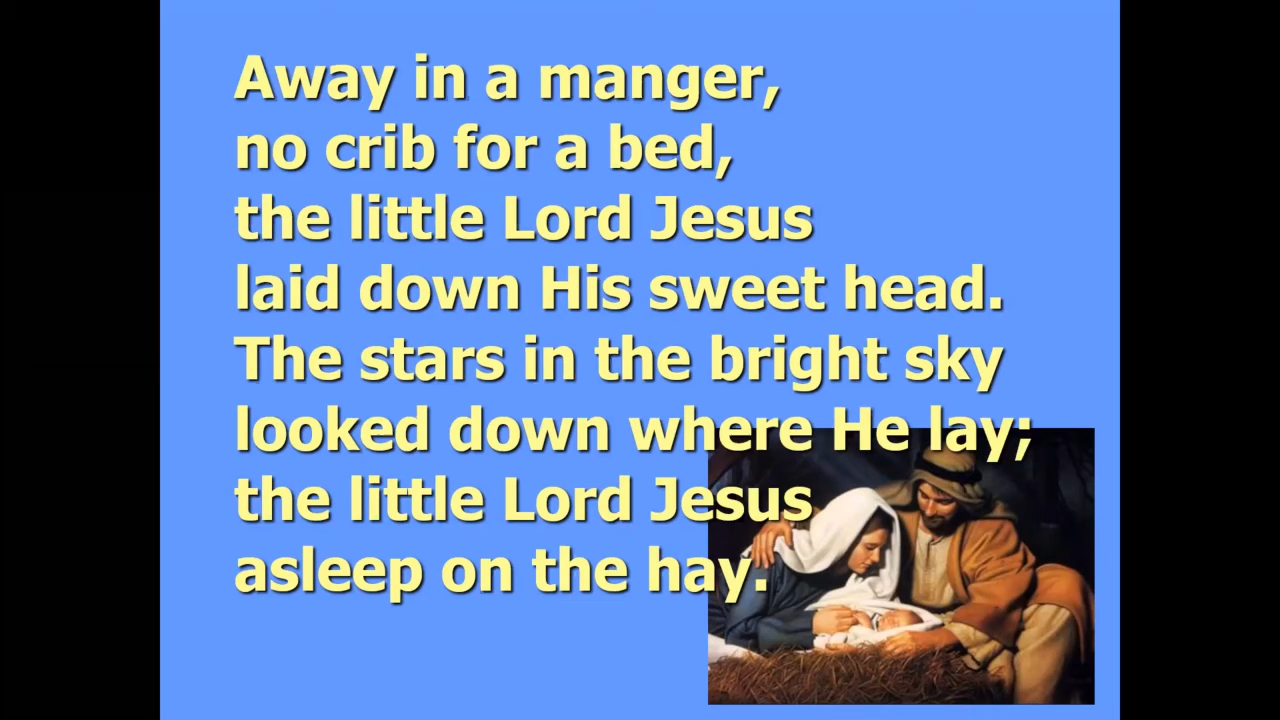 Away in a manger,
no crib for a bed,
the little Lord Jesus
laid down His sweet head.
The stars in the bright sky
looked down where He lay;
the little Lord Jesus
asleep on the hay.